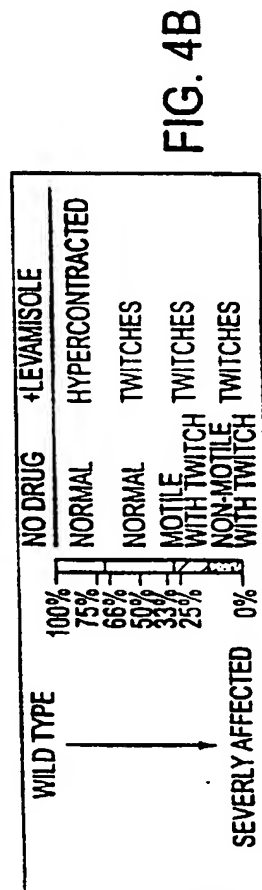 NO DRUG +LEVAMISOLE
WILD TYPE
100%
75%
66%
50%
33%
25%
0%
NORMAL HYPERCONTRACTED
NORMAL TWITCHES
MOTILE TWITCHES
WITH TWITCH
NON-MOTILE TWITCHES
WITH TWITCH
SEVERLY AFFECTED
FIG. 4B